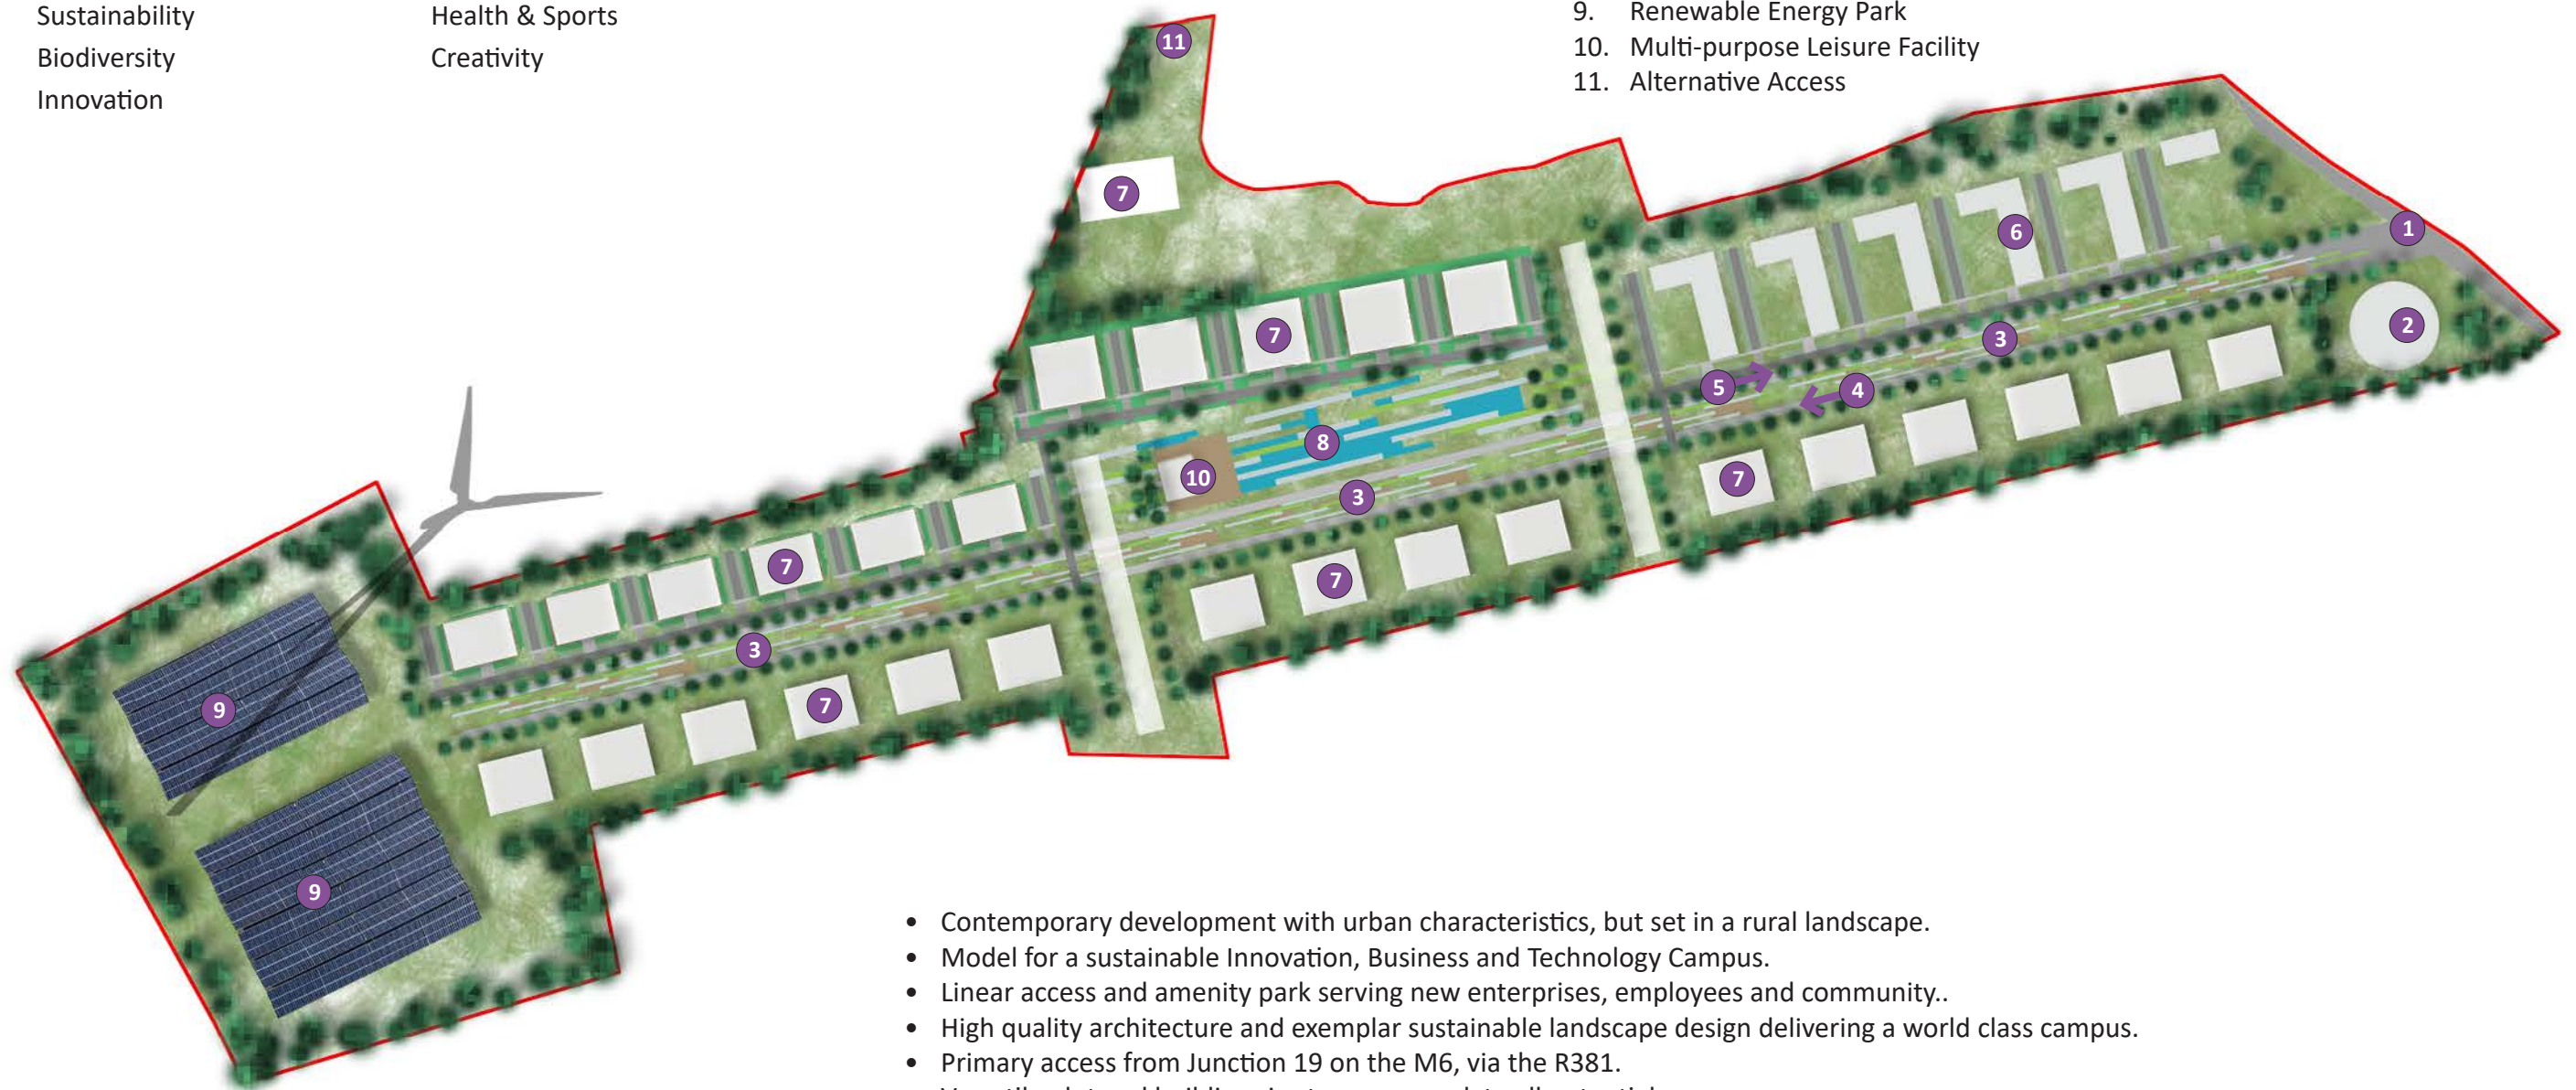 Sustainability
Biodiversity
Innovation
Health & Sports
Creativity
9. Renewable Energy Park
10. Multi-purpose Leisure Facility
11. Alternative Access
11
7
1
6
2
7
3
5
4
8
10
7
3
7
7
3
7
9
9
• Contemporary development with urban characteristics, but set in a rural landscape.
• Model for a sustainable Innovation, Business and Technology Campus.
• Linear access and amenity park serving new enterprises, employees and community..
• High quality architecture and exemplar sustainable landscape design delivering a world class campus.
• Primary access from Junction 19 on the M6, via the R381.